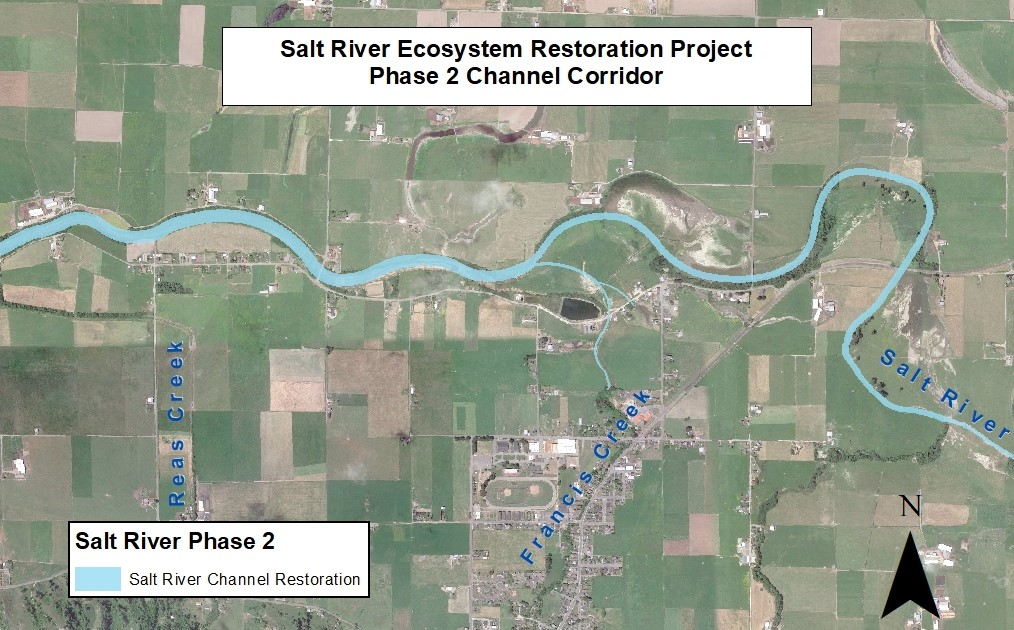 Salt River Ecosystem Restoration Project
Phase 2 Channel Corridor
Salt River
Reas Creek
Francis Creek
N
Salt River Phase 2
Salt River Channel Restoration